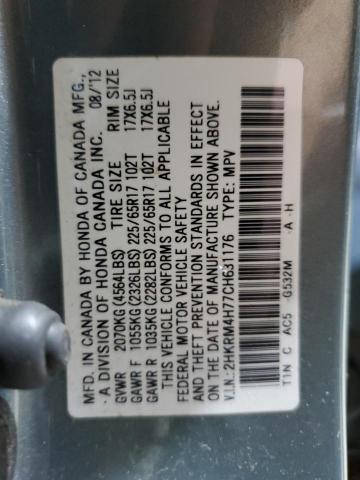 MFD. IN CANADA BY HONDA OF CANADA MFG.,
A DIVISION OF HONDA CANADA INC. 08/'12
GVWR 2070KG (4564LBS) TIRE SIZE RIM SIZE
GAWR F 1055KG (2326LBS) 225/65R17 102T 17X6.5J
GAWR R 1035KG (2282LBS) 225/65R17 102T 17X6.5J
THIS VEHICLE CONFORMS TO ALL APPLICABLE
FEDERAL MOTOR VEHICLE SAFETY
AND THEFT PREVENTION STANDARDS IN EFFECT
ON THE DATE OF MANUFACTURE SHOWN ABOVE.
V.I.N.: 2HKRM4H77CH631176 TYPE: MPV
T1N C AC5 G532M -A -H